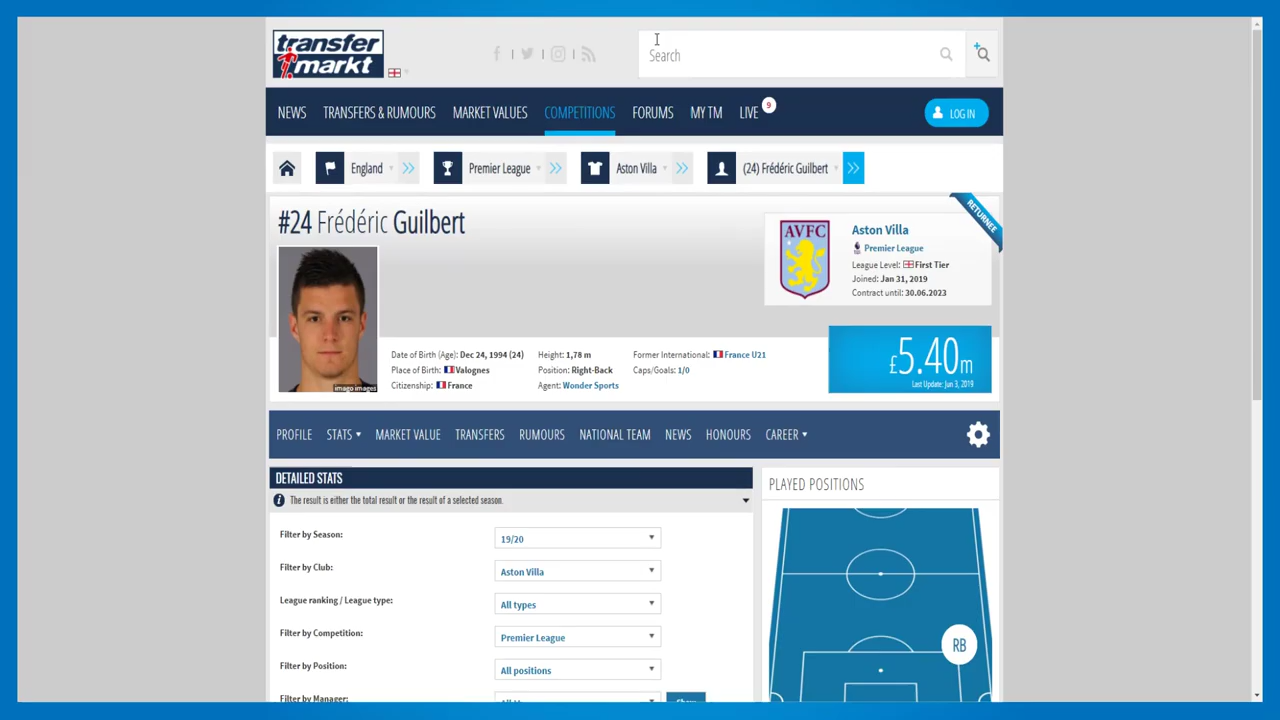 transfer
markt
Search
NEWS TRANSFERS & RUMOURS MARKET VALUES COMPETITIONS FORUMS MY TM LIVE 9 LOG IN
England Premier League Aston Villa (24) Frédéric Guilbert
#24 Frédéric Guilbert
RETURNEE
AVFC
Aston Villa
Premier League
League Level: First Tier
Joined: Jan 31, 2019
Contract until: 30.06.2023
imago images
Date of Birth (Age): Dec 24, 1994 (24)
Place of Birth: Valognes
Citizenship: France
Height: 1,78 m
Position: Right-Back
Agent: Wonder Sports
Former International: France U21
Caps/Goals: 1/0
£5.40m
Last Update: Jun 3, 2019
PROFILE STATS MARKET VALUE TRANSFERS RUMOURS NATIONAL TEAM NEWS HONOURS CAREER
DETAILED STATS
The result is either the total result or the result of a selected season.
Filter by Season: 19/20
Filter by Club: Aston Villa
League ranking / League type: All types
Filter by Competition: Premier League
Filter by Position: All positions
Filter by Manager:
PLAYED POSITIONS
RB